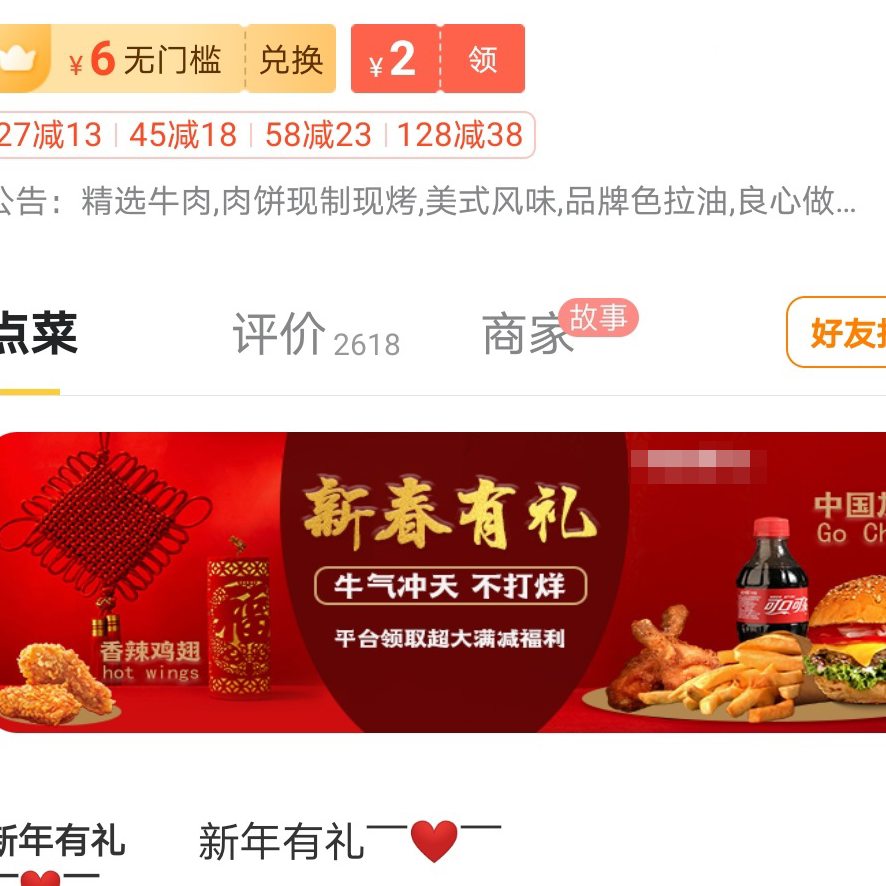 ¥6无门槛 兑换 ¥2 领
27减13 45减18 58减23 128减38
公告：精选牛肉,肉饼现制现烤,美式风味,品牌色拉油,良心做...
点菜 评价 2618 商家 故事 好友
新春有礼
牛气冲天 不打烊
平台领取超大满减福利
香辣鸡翅
hot wings
中国
Go Ch
可口可
福
新年有礼 新年有礼￣❤️￣
￣❤️￣